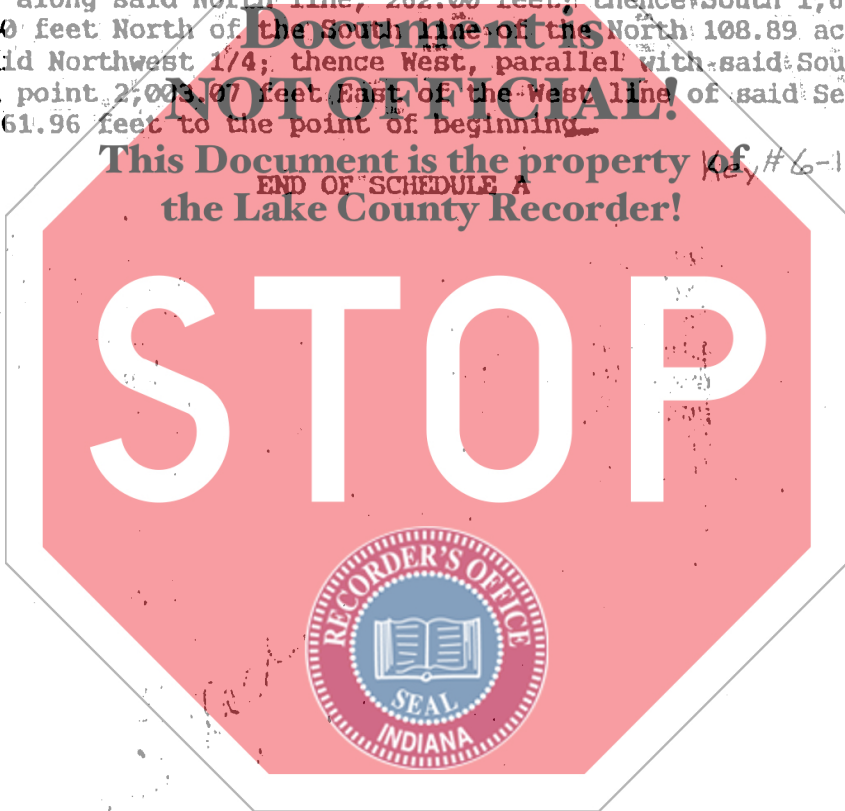 along said North line, 262.00 feet; thence South 1,6
0 feet North of the South line of the North 108.89 ac
id Northwest 1/4; thence West, parallel with said Sou
point 2,003.07 feet East of the West line of said Se
61.96 feet to the point of beginning
Key #6-1
END OF SCHEDULE A
Document is
NOT OFFICIAL!
This Document is the property of
the Lake County Recorder!
STOP
RECORDER'S OFFICE
SEAL
INDIANA